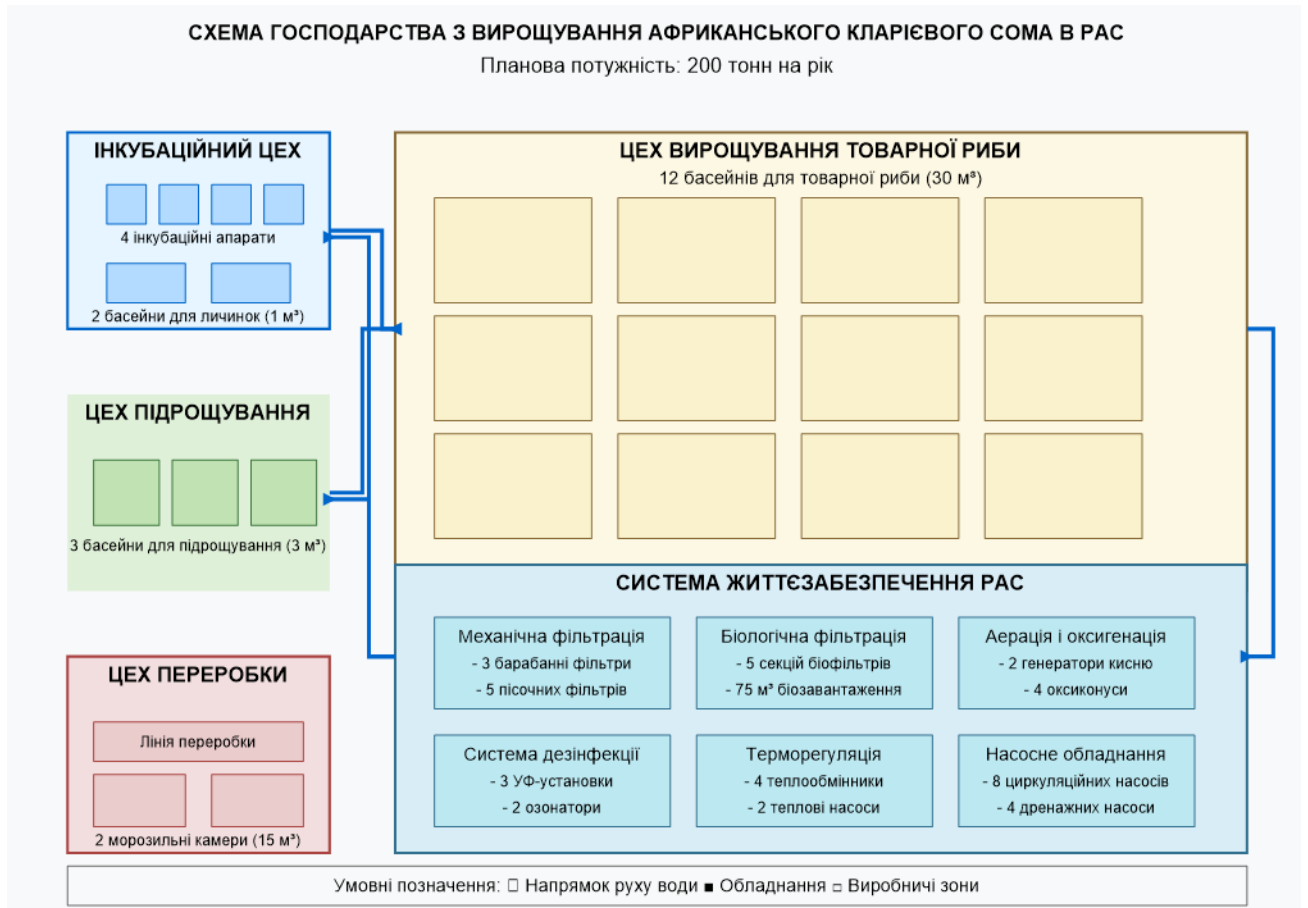 СХЕМА ГОСПОДАРСТВА З ВИРОЩУВАННЯ АФРИКАНСЬКОГО КЛАРІЄВОГО СОМА В РАС
Планова потужність: 200 тонн на рік
ІНКУБАЦІЙНИЙ ЦЕХ
4 інкубаційні апарати
2 басейни для личинок (1 м³)
ЦЕХ ПІДРОЩУВАННЯ
3 басейни для підрощування (3 м³)
ЦЕХ ПЕРЕРОБКИ
Лінія переробки
2 морозильні камери (15 м³)
ЦЕХ ВИРОЩУВАННЯ ТОВАРНОЇ РИБИ
12 басейнів для товарної риби (30 м³)
СИСТЕМА ЖИТТЄЗАБЕЗПЕЧЕННЯ РАС
Механічна фільтрація
- 3 барабанні фільтри
- 5 пісочних фільтрів
Біологічна фільтрація
- 5 секцій біофільтрів
- 75 м³ біозавантаження
Аерація і оксигенація
- 2 генератори кисню
- 4 оксиконуси
Система дезінфекції
- 3 УФ-установки
- 2 озонатори
Терморегуляція
- 4 теплообмінники
- 2 теплові насоси
Насосне обладнання
- 8 циркуляційних насосів
- 4 дренажних насоси
Умовні позначення: ▯ Напрямок руху води ■ Обладнання □ Виробничі зони